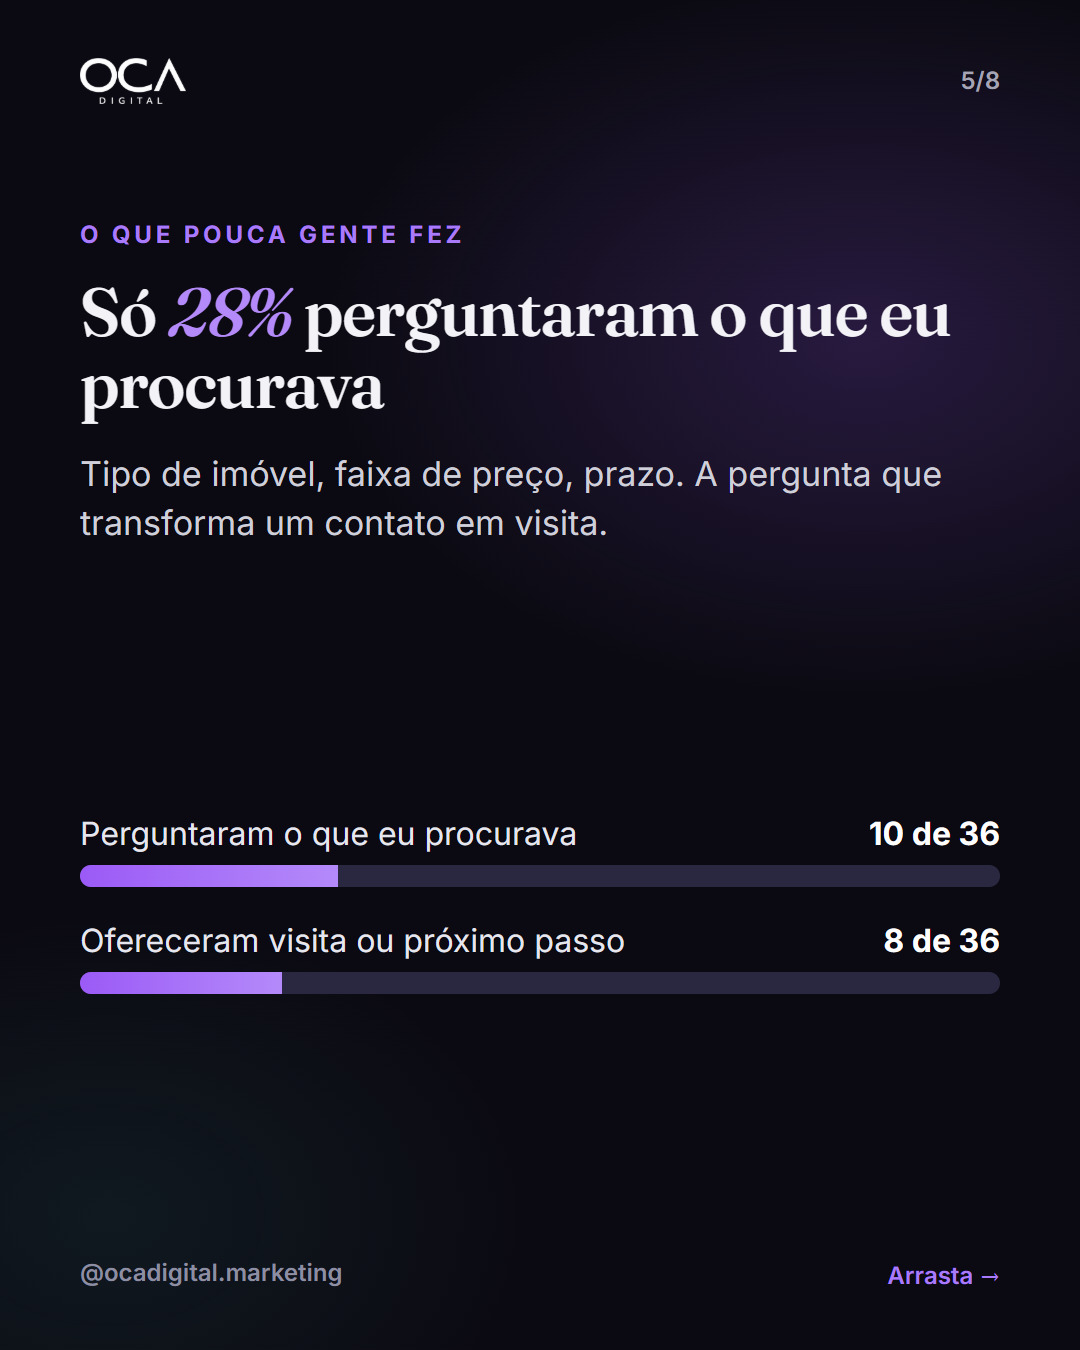 OCA
DIGITAL
5/8
O QUE POUCA GENTE FEZ
Só 28% perguntaram o que eu
procurava
Tipo de imóvel, faixa de preço, prazo. A pergunta que
transforma um contato em visita.
Perguntaram o que eu procurava 10 de 36
Ofereceram visita ou próximo passo 8 de 36
@ocadigital.marketing
Arrasta →